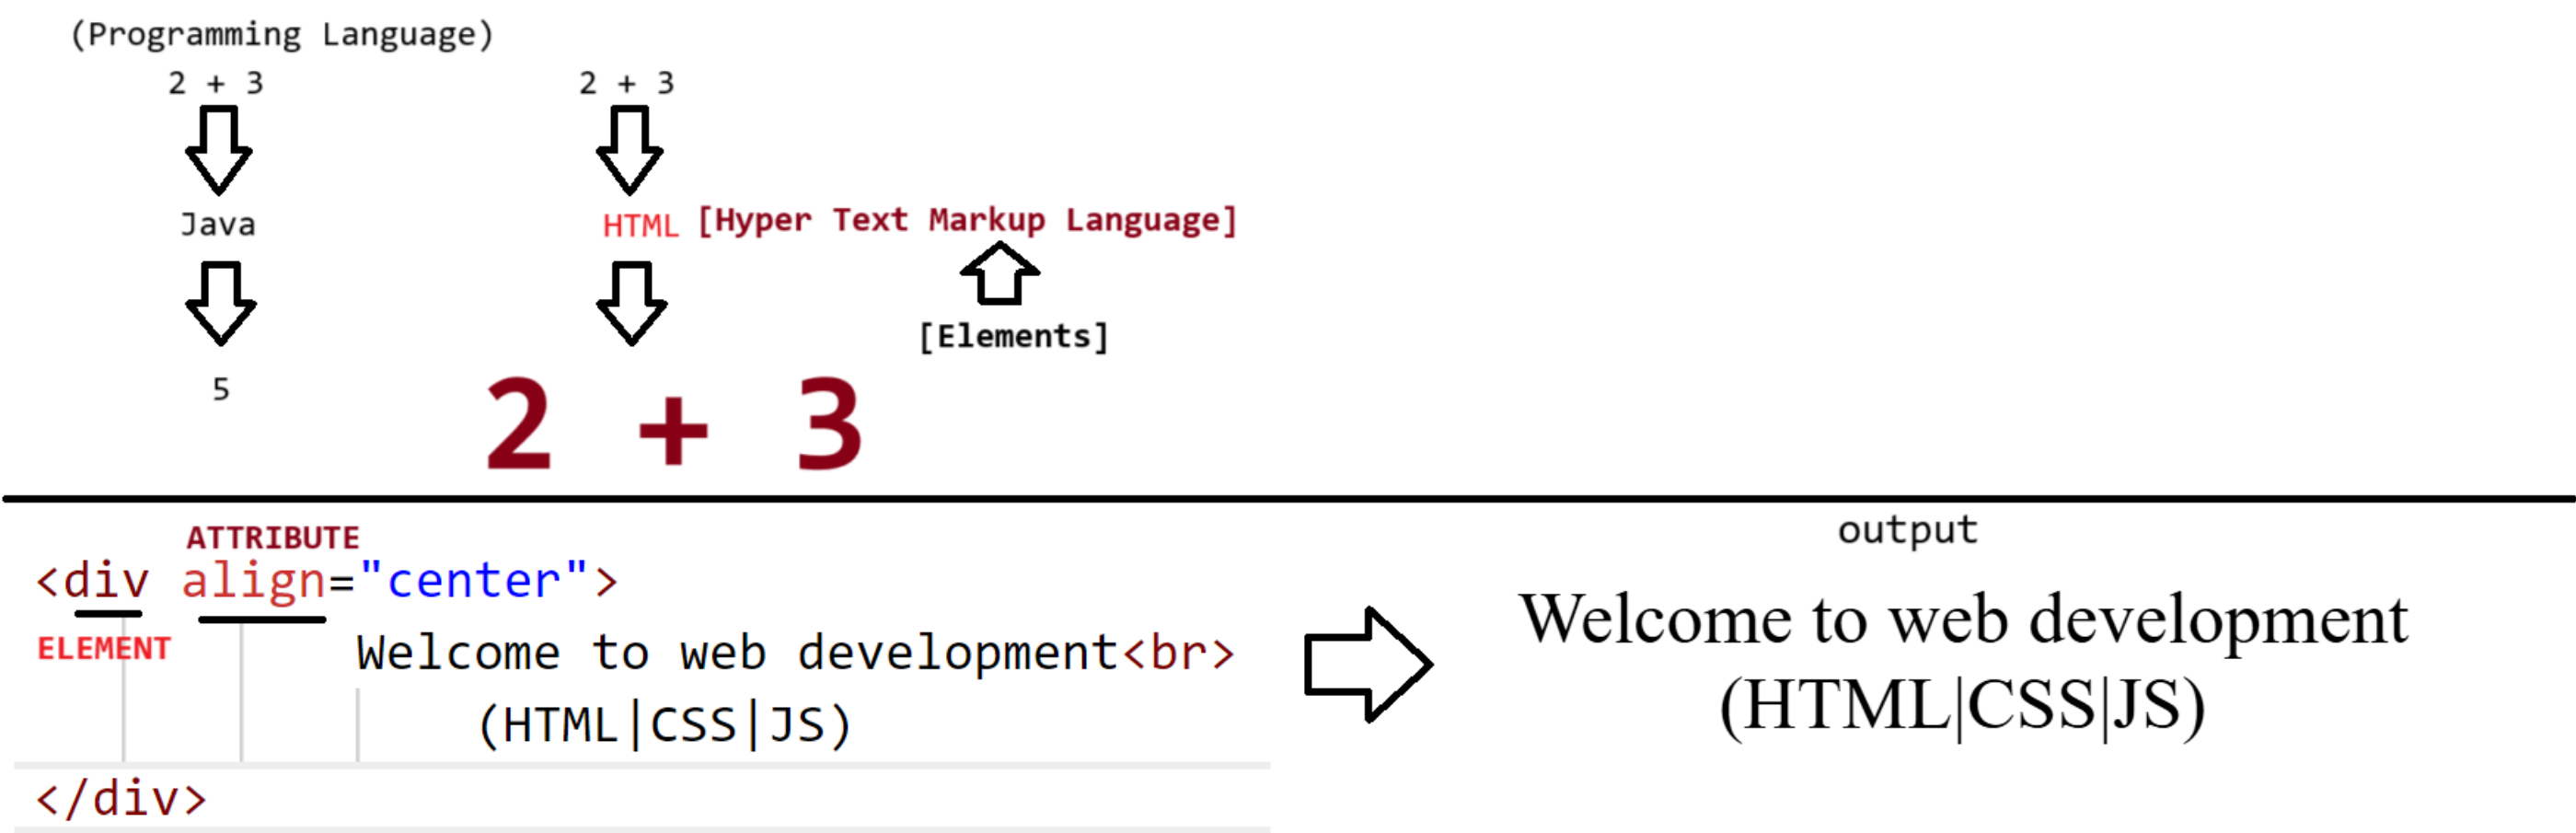 (Programming Language)
2 + 3
2 + 3
Java
HTML [Hyper Text Markup Language]
[Elements]
5
2 + 3
ATTRIBUTE
<div align="center">
ELEMENT
Welcome to web development<br>
(HTML|CSS|JS)
</div>
output
Welcome to web development
(HTML|CSS|JS)